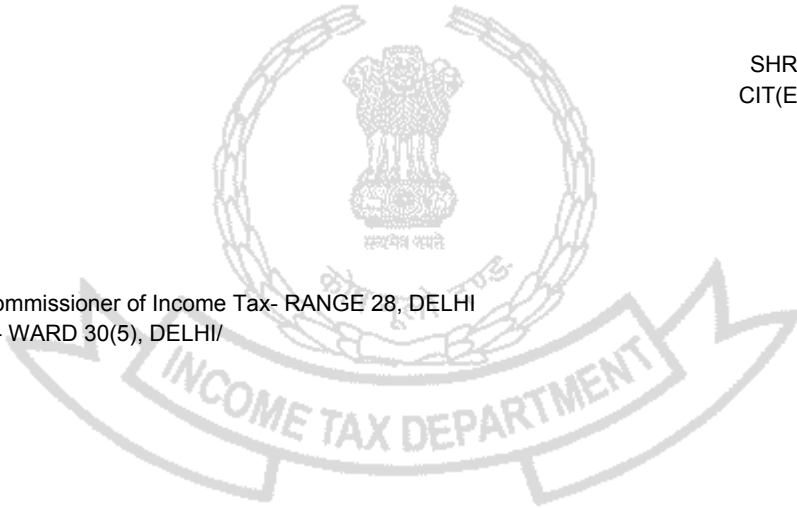 SHR
CIT(E
सत्यमेव जयते
ommissioner of Income Tax- RANGE 28, DELHI
- WARD 30(5), DELHI/
INCOME TAX DEPARTMENT